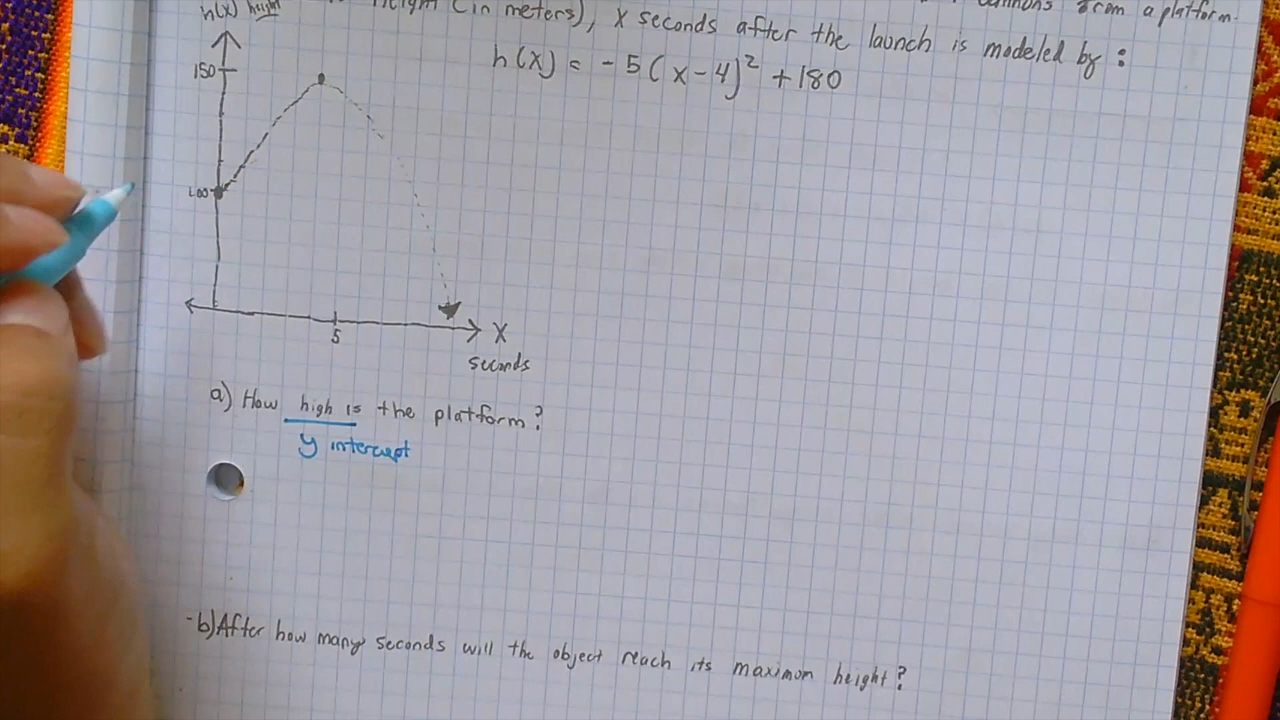 cannons from a platform.
h(x) height (in meters), x seconds after the launch is modeled by :
h(x) = -5(x-4)² +180
150
100
5
X
seconds
a) How high is the platform?
y intercept
b) After how many seconds will the object reach its maximum height?